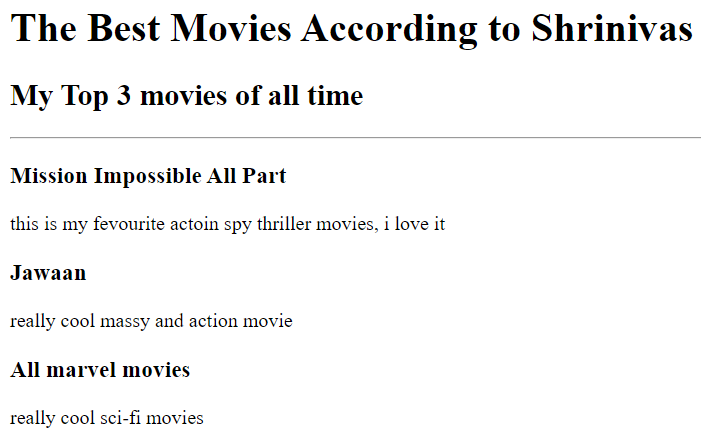 The Best Movies According to Shrinivas
My Top 3 movies of all time
Mission Impossible All Part
this is my fevourite actoin spy thriller movies, i love it
Jawaan
really cool massy and action movie
All marvel movies
really cool sci-fi movies